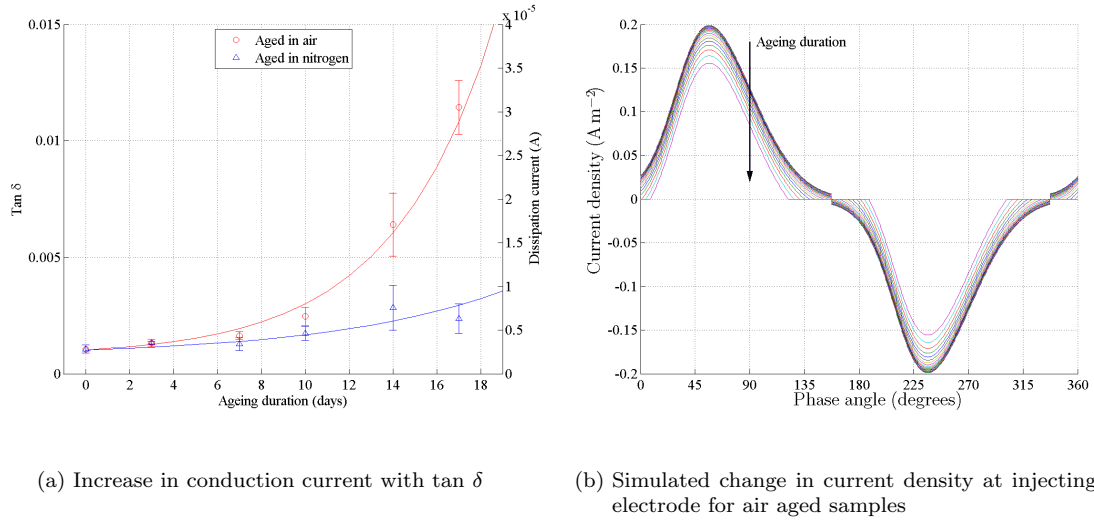 x 10^-5
0.015
0.01
0.005
0
Tan δ
Aged in air
Aged in nitrogen
4
3.5
3
2.5
2
1.5
1
0.5
0
Dissipation current (A)
0 2 4 6 8 10 12 14 16 18
Ageing duration (days)
0.2
0.15
0.1
0.05
0
-0.05
-0.1
-0.15
-0.2
Current density (A m⁻²)
Ageing duration
0 45 90 135 180 225 270 315 360
Phase angle (degrees)
(a) Increase in conduction current with tan δ
(b) Simulated change in current density at injecting
electrode for air aged samples